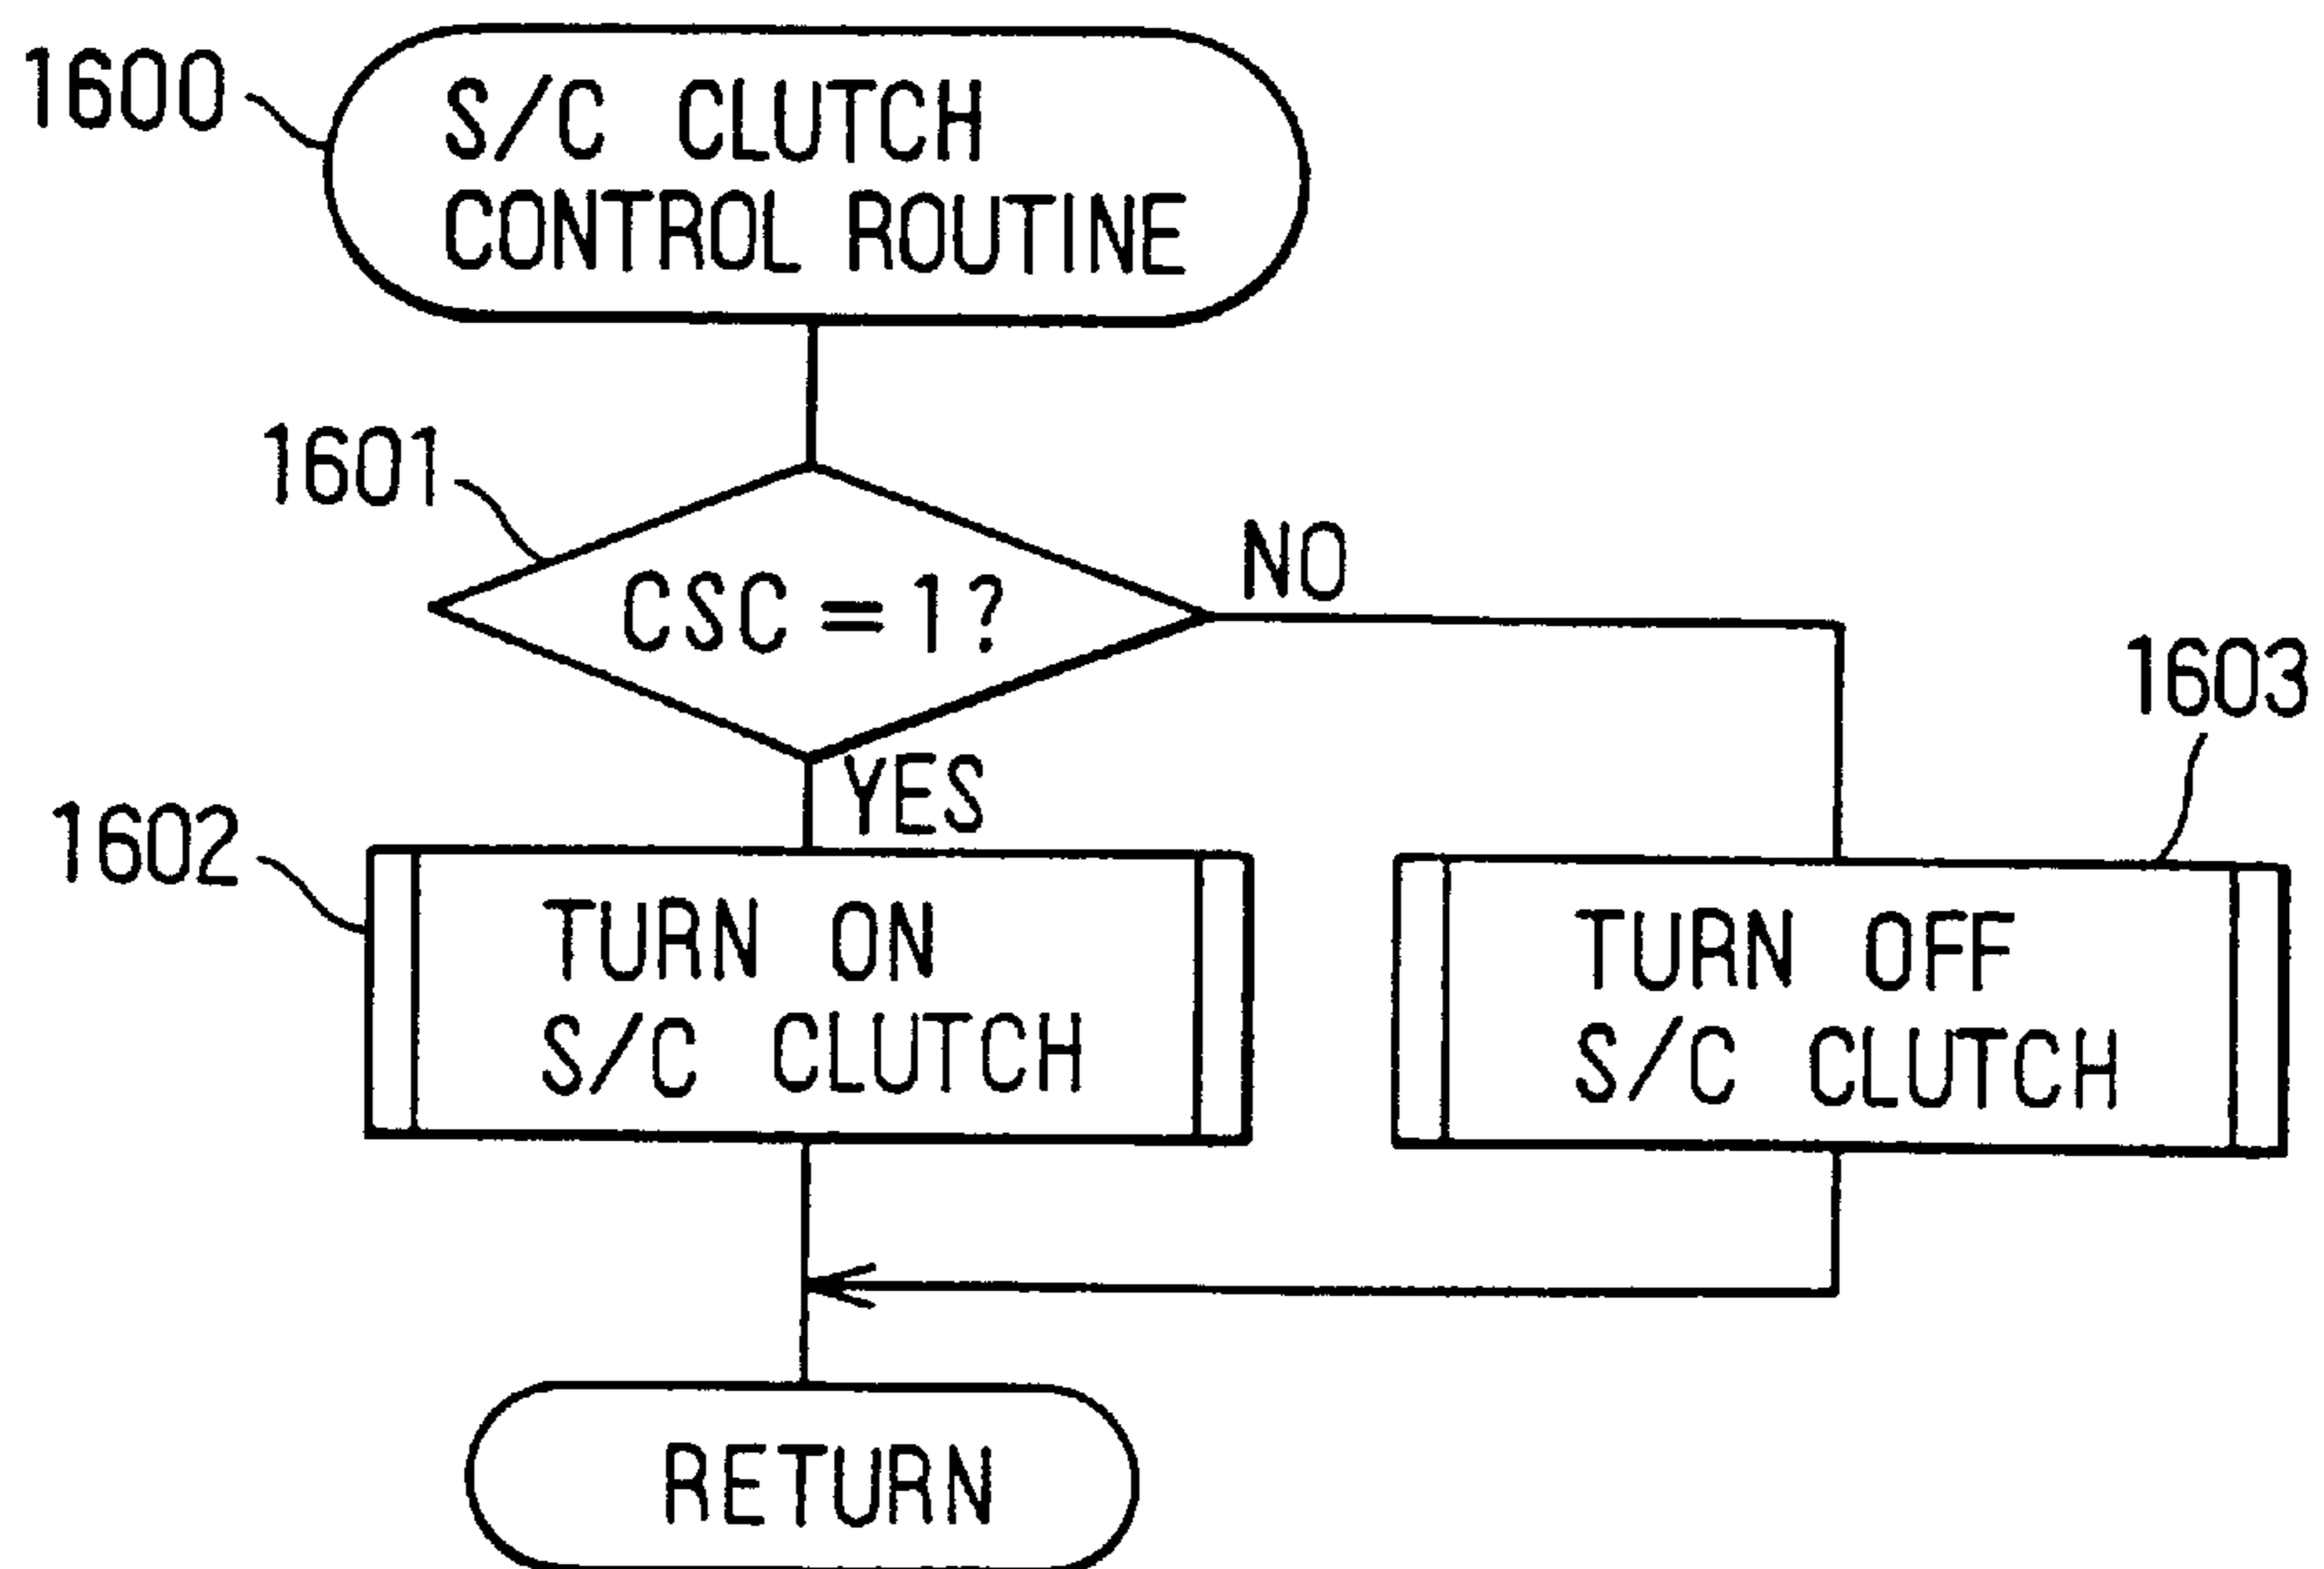 1600
S/C CLUTCH
CONTROL ROUTINE
1601
CSC=1?
NO
YES
1602
TURN ON
S/C CLUTCH
1603
TURN OFF
S/C CLUTCH
RETURN